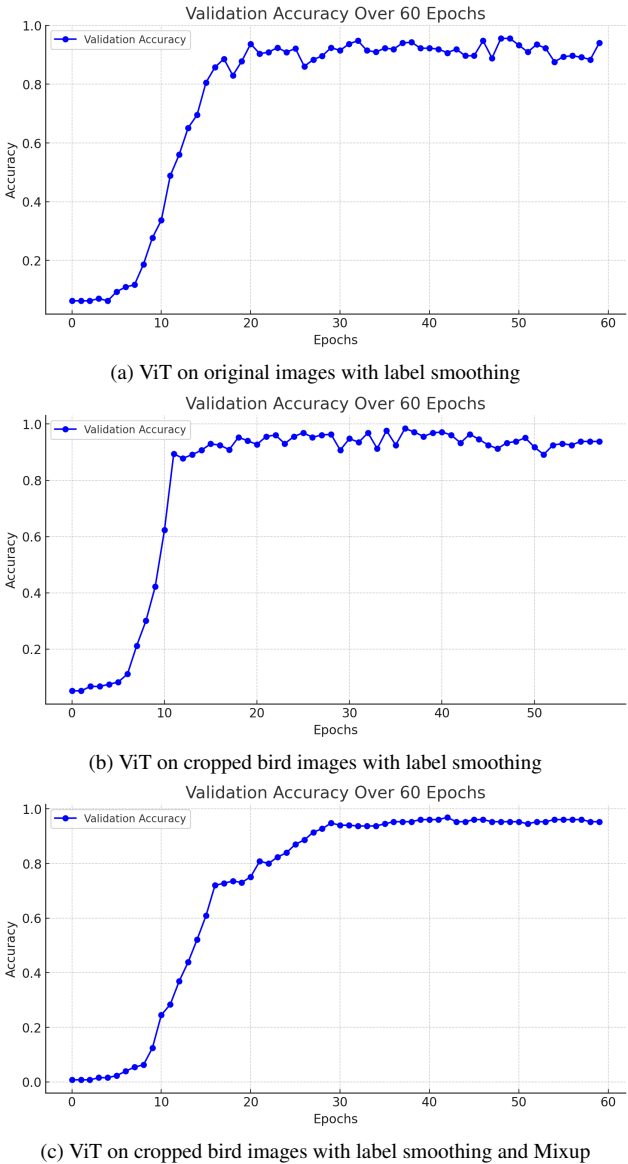 Validation Accuracy Over 60 Epochs
1.0
Validation Accuracy
0.8
0.6
Accuracy
0.4
0.2
0 10 20 30 40 50 60
Epochs
(a) ViT on original images with label smoothing
Validation Accuracy Over 60 Epochs
1.0
Validation Accuracy
0.8
0.6
Accuracy
0.4
0.2
0 10 20 30 40 50
Epochs
(b) ViT on cropped bird images with label smoothing
Validation Accuracy Over 60 Epochs
1.0
Validation Accuracy
0.8
0.6
Accuracy
0.4
0.2
0.0
0 10 20 30 40 50 60
Epochs
(c) ViT on cropped bird images with label smoothing and Mixup